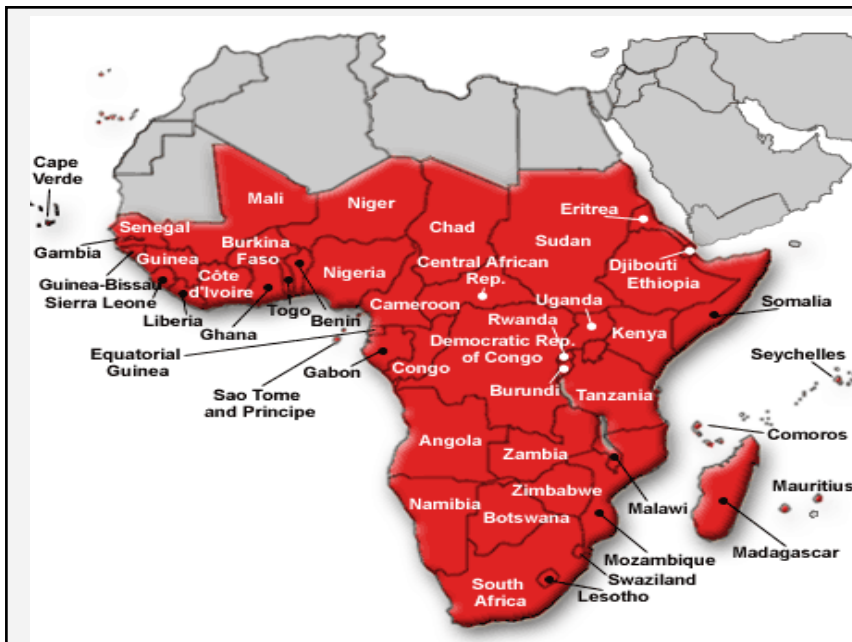 Cape
Verde
Mali
Niger
Chad
Eritrea
Senegal
Sudan
Gambia
Burkina
Faso
Guinea
Nigeria
Djibouti
Central African
Rep.
Ethiopia
Guinea-Bissau
Côte
d'Ivoire
Sierra Leone
Cameroon
Uganda
Somalia
Liberia
Togo
Benin
Ghana
Rwanda
Kenya
Democratic Rep.
of Congo
Equatorial
Guinea
Seychelles
Gabon
Congo
Sao Tome
and Principe
Burundi
Tanzania
Comoros
Angola
Zambia
Mauritius
Zimbabwe
Malawi
Namibia
Botswana
Madagascar
Mozambique
Swaziland
South
Africa
Lesotho